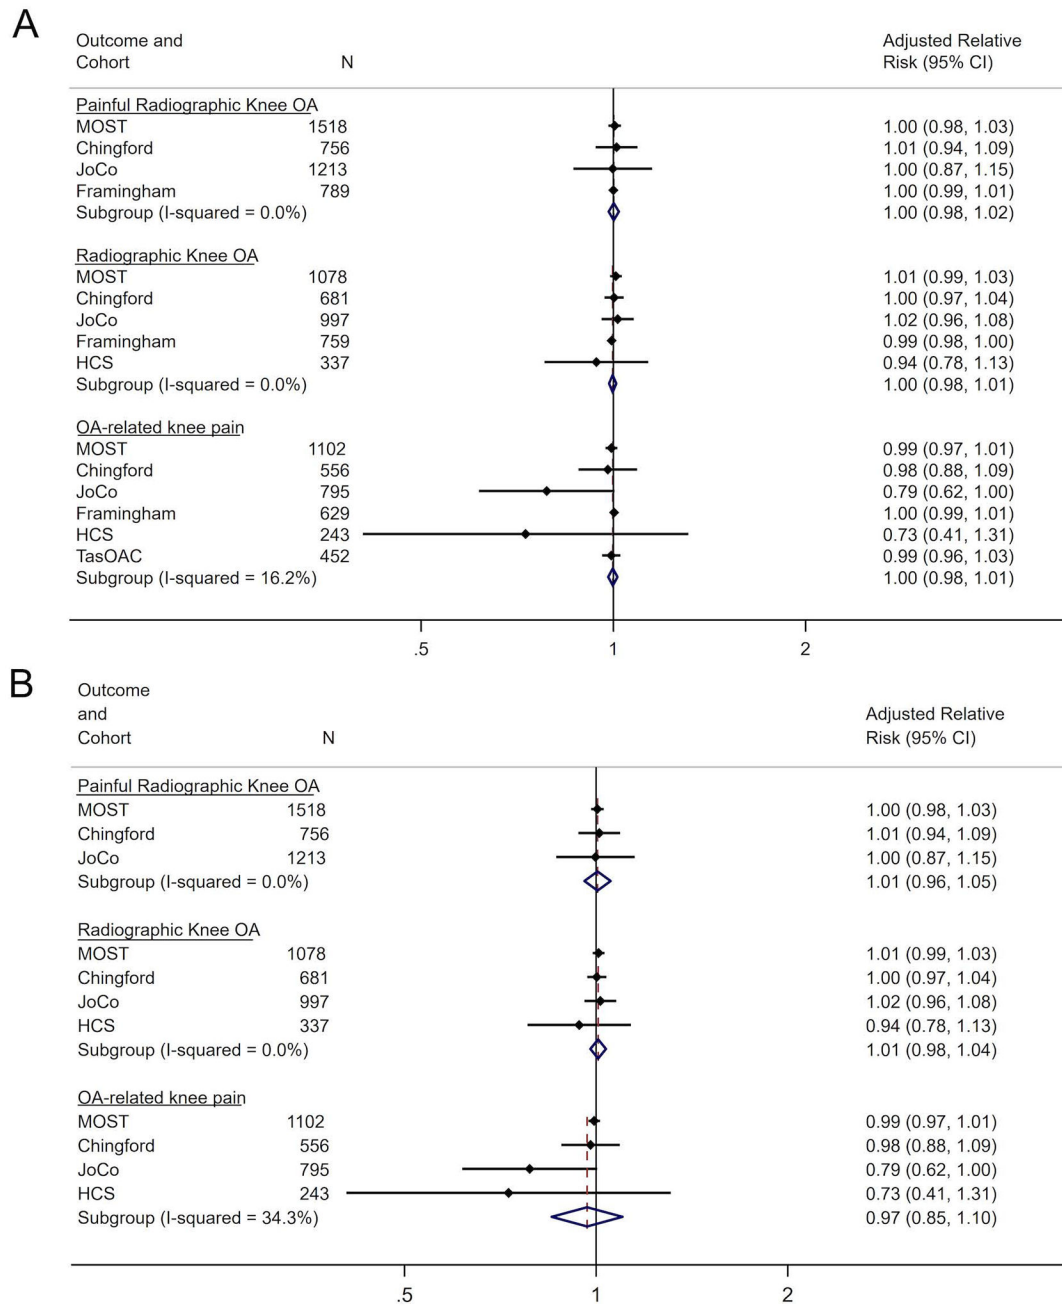 A
Outcome and Adjusted Relative
Cohort N Risk (95% CI)
Painful Radiographic Knee OA
MOST 1518 1.00 (0.98, 1.03)
Chingford 756 1.01 (0.94, 1.09)
JoCo 1213 1.00 (0.87, 1.15)
Framingham 789 1.00 (0.99, 1.01)
Subgroup (I-squared = 0.0%) 1.00 (0.98, 1.02)
Radiographic Knee OA
MOST 1078 1.01 (0.99, 1.03)
Chingford 681 1.00 (0.97, 1.04)
JoCo 997 1.02 (0.96, 1.08)
Framingham 759 0.99 (0.98, 1.00)
HCS 337 0.94 (0.78, 1.13)
Subgroup (I-squared = 0.0%) 1.00 (0.98, 1.01)
OA-related knee pain
MOST 1102 0.99 (0.97, 1.01)
Chingford 556 0.98 (0.88, 1.09)
JoCo 795 0.79 (0.62, 1.00)
Framingham 629 1.00 (0.99, 1.01)
HCS 243 0.73 (0.41, 1.31)
TasOAC 452 0.99 (0.96, 1.03)
Subgroup (I-squared = 16.2%) 1.00 (0.98, 1.01)
.5 1 2
B
Outcome
and Adjusted Relative
Cohort N Risk (95% CI)
Painful Radiographic Knee OA
MOST 1518 1.00 (0.98, 1.03)
Chingford 756 1.01 (0.94, 1.09)
JoCo 1213 1.00 (0.87, 1.15)
Subgroup (I-squared = 0.0%) 1.01 (0.96, 1.05)
Radiographic Knee OA
MOST 1078 1.01 (0.99, 1.03)
Chingford 681 1.00 (0.97, 1.04)
JoCo 997 1.02 (0.96, 1.08)
HCS 337 0.94 (0.78, 1.13)
Subgroup (I-squared = 0.0%) 1.01 (0.98, 1.04)
OA-related knee pain
MOST 1102 0.99 (0.97, 1.01)
Chingford 556 0.98 (0.88, 1.09)
JoCo 795 0.79 (0.62, 1.00)
HCS 243 0.73 (0.41, 1.31)
Subgroup (I-squared = 34.3%) 0.97 (0.85, 1.10)
.5 1 2